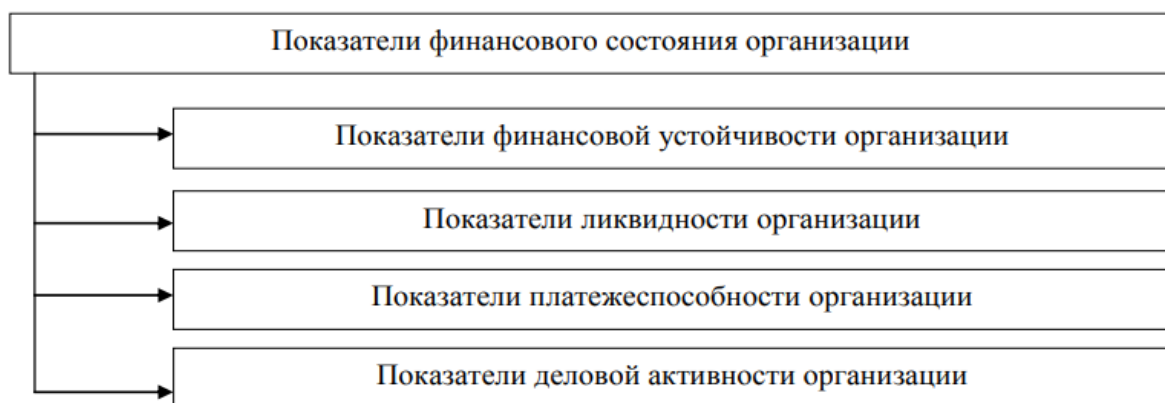 Показатели финансового состояния организации
Показатели финансовой устойчивости организации
Показатели ликвидности организации
Показатели платежеспособности организации
Показатели деловой активности организации